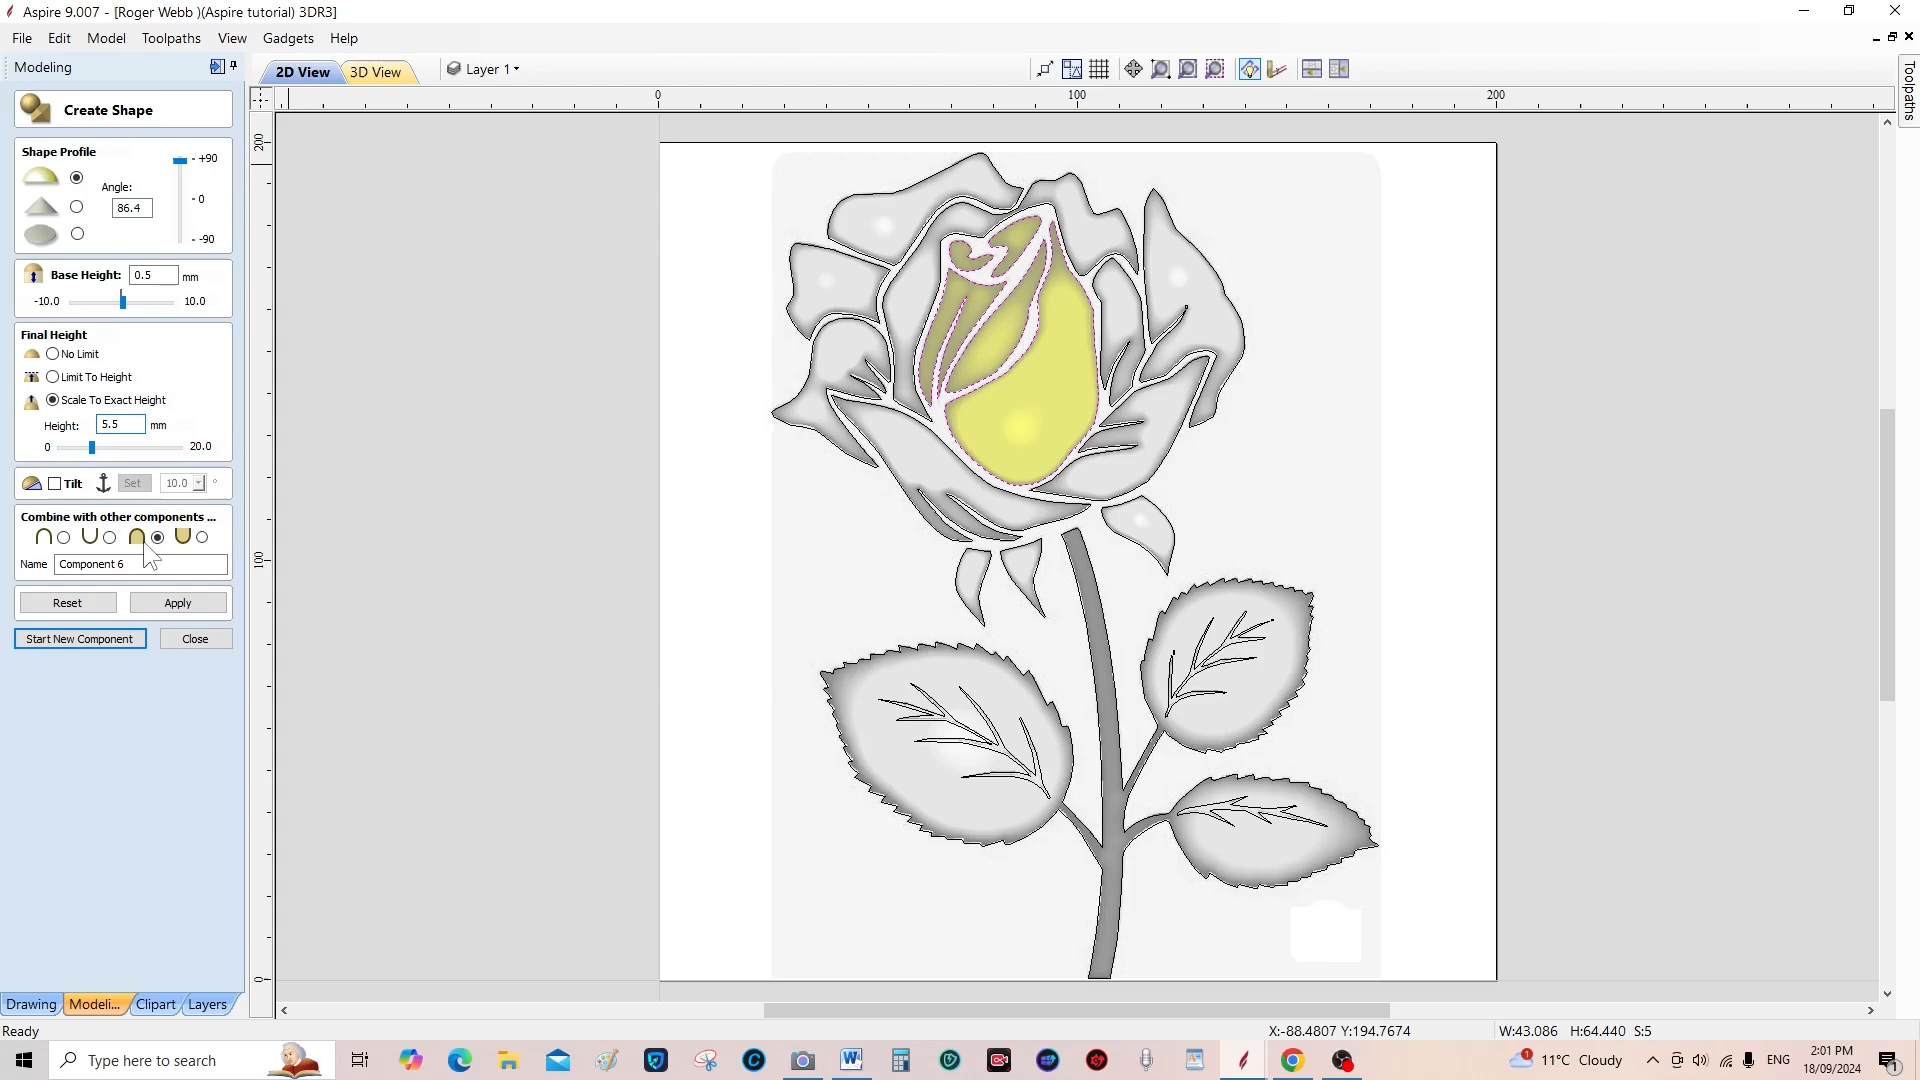 Aspire 9.007 - [Roger Webb )(Aspire tutorial) 3DR3]
File Edit Model Toolpaths View Gadgets Help
Modeling
2D View 3D View Layer 1
Toolpaths
Create Shape
0 100 200
200
100
0
Shape Profile
- +90
Angle:
86.4
- 0
- -90
Base Height: 0.5 mm
-10.0 10.0
Final Height
No Limit
Limit To Height
Scale To Exact Height
Height: 5.5 mm
0 20.0
Tilt Set 10.0 °
Combine with other components ...
Name Component 6
Reset Apply
Start New Component Close
Drawing Modeli... Clipart Layers
Ready X:-88.4807 Y:194.7674 W:43.086 H:64.440 S:5
Type here to search
1 11°C Cloudy ENG
2:01 PM
18/09/2024
1